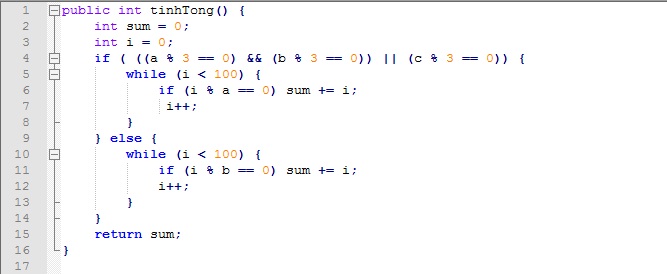 1 public int tinhTong() {
2 int sum = 0;
3 int i = 0;
4 if ( ((a % 3 == 0) && (b % 3 == 0)) || (c % 3 == 0)) {
5 while (i < 100) {
6 if (i % a == 0) sum += i;
7 i++;
8 }
9 } else {
10 while (i < 100) {
11 if (i % b == 0) sum += i;
12 i++;
13 }
14 }
15 return sum;
16 }
17